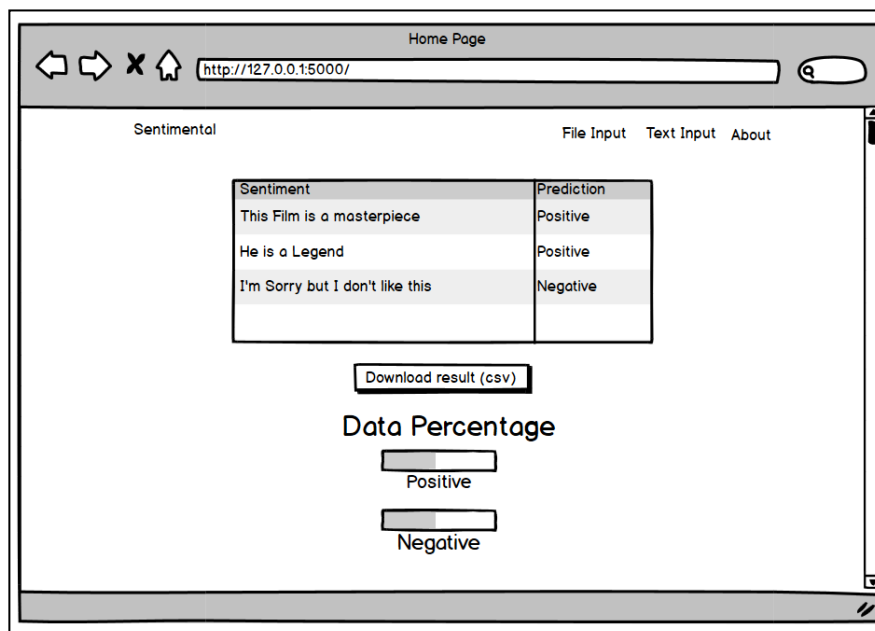 Home Page
http://127.0.0.1:5000/
Sentimental File Input Text Input About
Sentiment Prediction
This Film is a masterpiece Positive
He is a Legend Positive
I'm Sorry but I don't like this Negative
Download result (csv)
Data Percentage
Positive
Negative